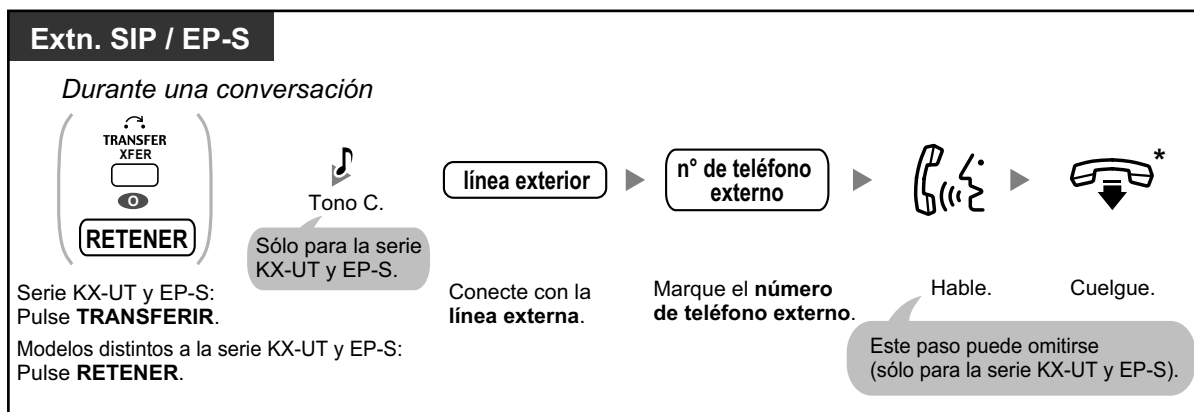 Extn. SIP / EP-S
Durante una conversación
TRANSFER
XFER
O
RETENER
Serie KX-UT y EP-S:
Pulse TRANSFERIR.
Modelos distintos a la serie KX-UT y EP-S:
Pulse RETENER.
Tono C.
Sólo para la serie
KX-UT y EP-S.
línea exterior
Conecte con la
línea externa.
n° de teléfono
externo
Marque el número
de teléfono externo.
Hable.
Este paso puede omitirse
(sólo para la serie KX-UT y EP-S).
*
Cuelgue.